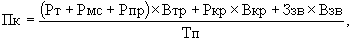 Пк = (Рт + Рмс + Рпр)×Втр + Ркр × Вкр + Ззв × Взв
Тп ,